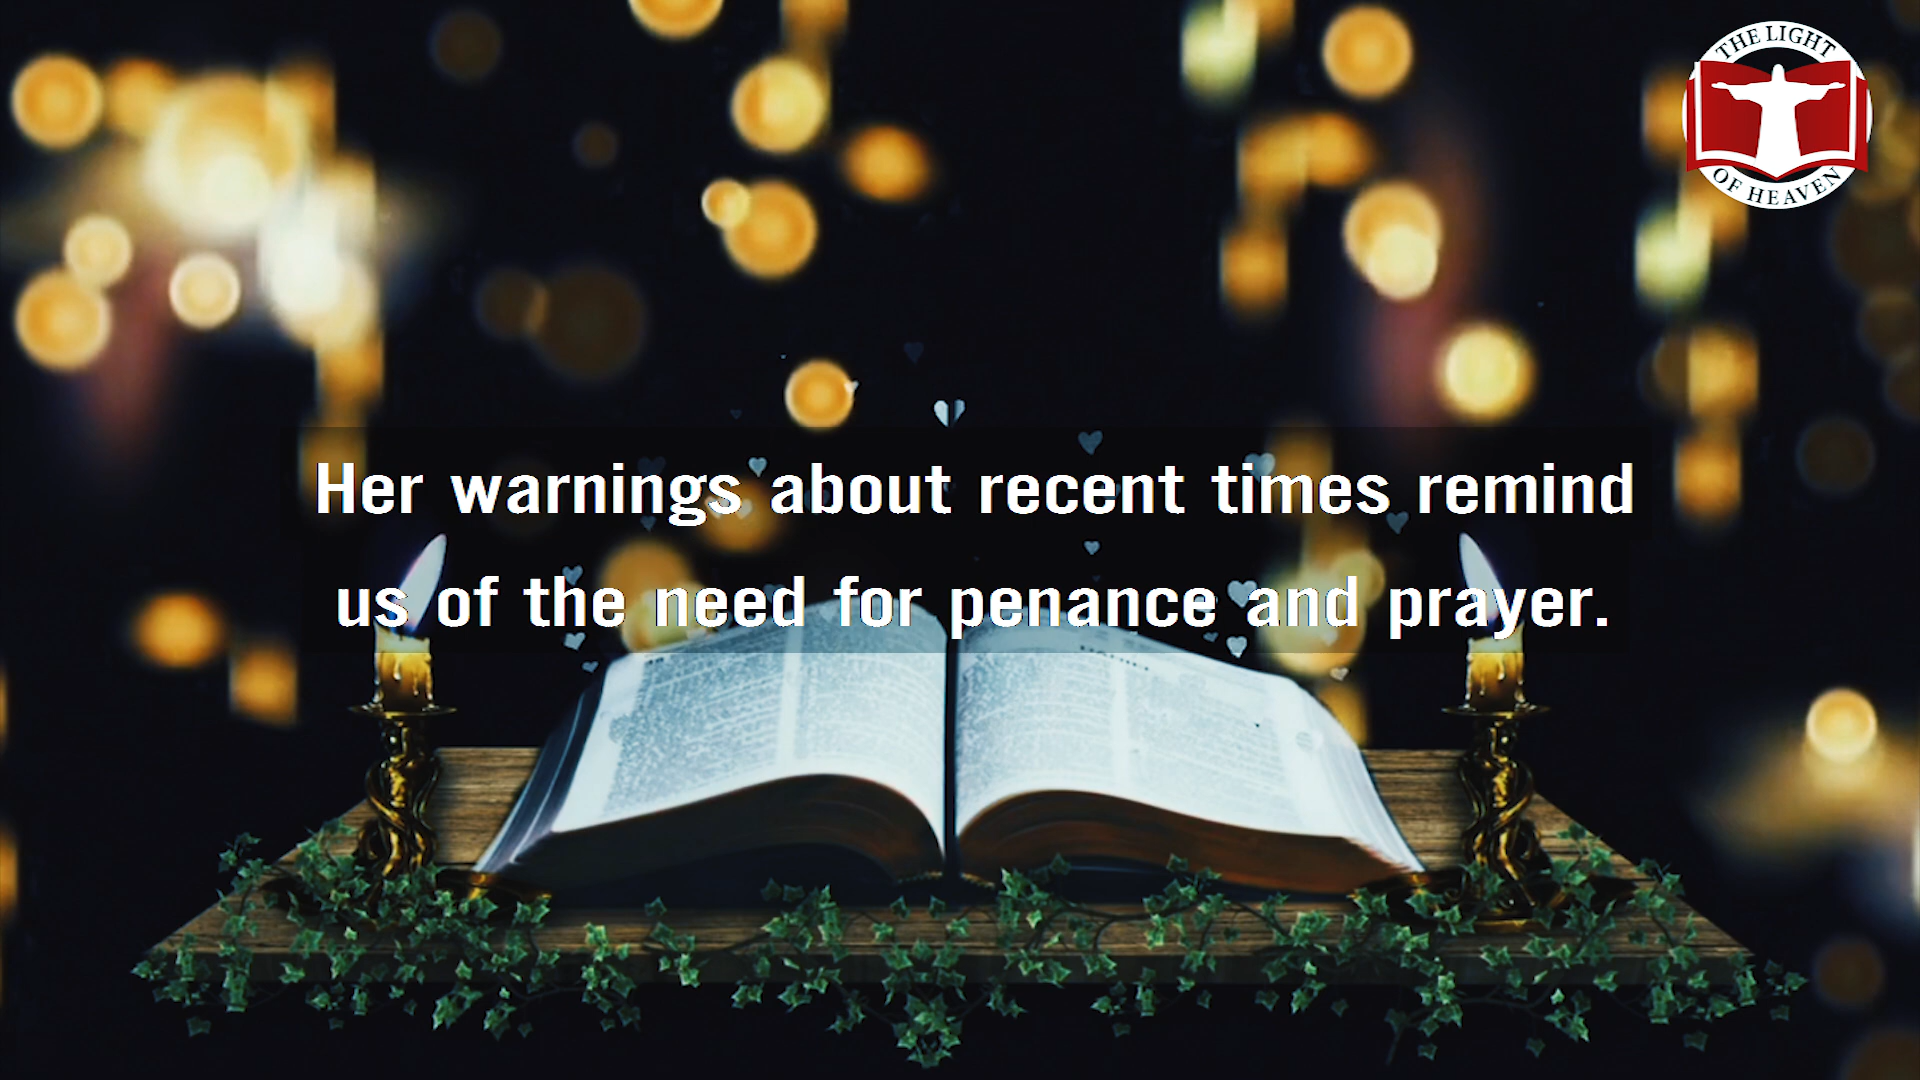 THE LIGHT
OF HEAVEN
Her warnings about recent times remind
us of the need for penance and prayer.